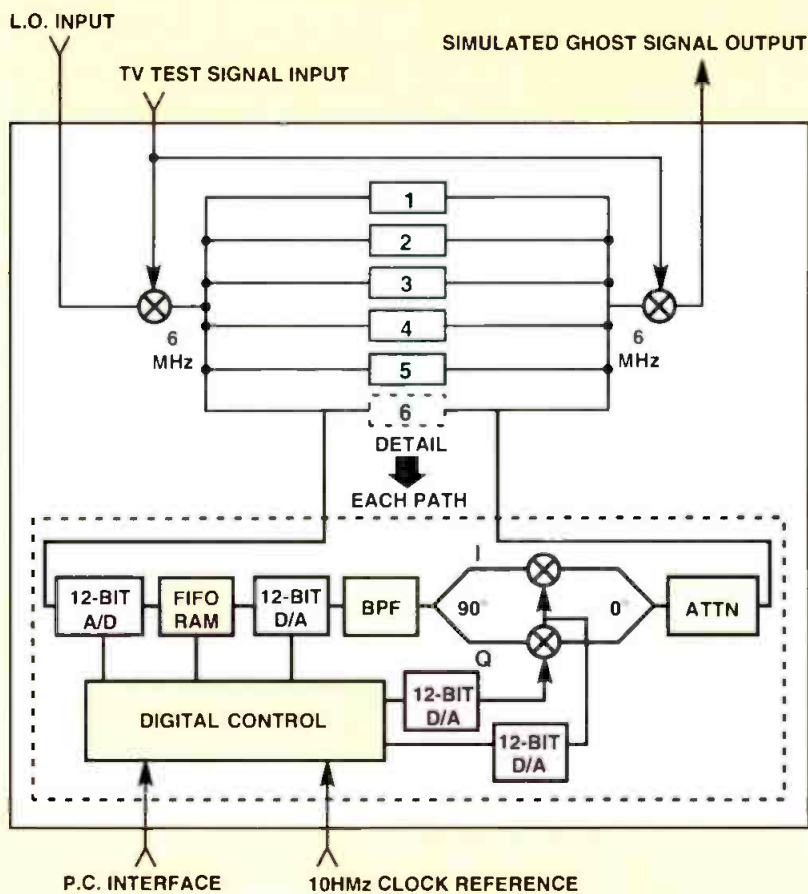 L.O. INPUT
SIMULATED GHOST SIGNAL OUTPUT
TV TEST SIGNAL INPUT
1
2
3
4
5
6
6
MHz
6
MHz
DETAIL
EACH PATH
12-BIT
A/D
FIFO
RAM
12-BIT
D/A
BPF
I
90°
Q
0°
ATTN
DIGITAL CONTROL
12-BIT
D/A
12-BIT
D/A
P.C. INTERFACE
10HMz CLOCK REFERENCE